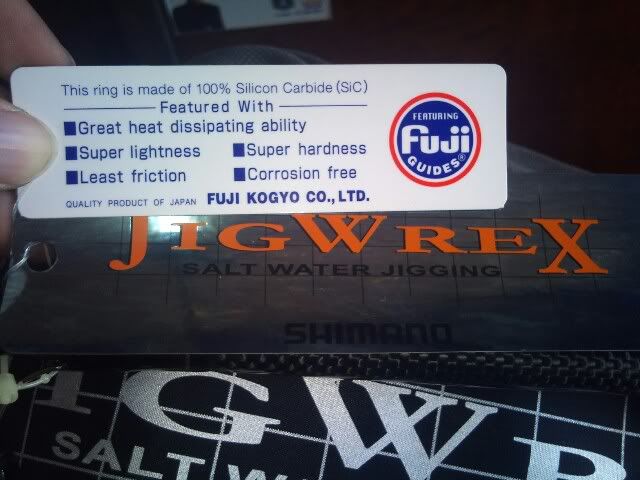 This ring is made of 100% Silicon Carbide (SiC)
Featured With
Great heat dissipating ability
Super lightness Super hardness
Least friction Corrosion free
QUALITY PRODUCT OF JAPAN FUJI KOGYO CO., LTD.
FEATURING
Fuji
GUIDES®
JIGWREX
SALT WATER JIGGING
SHIMANO
IGWR
SALT W